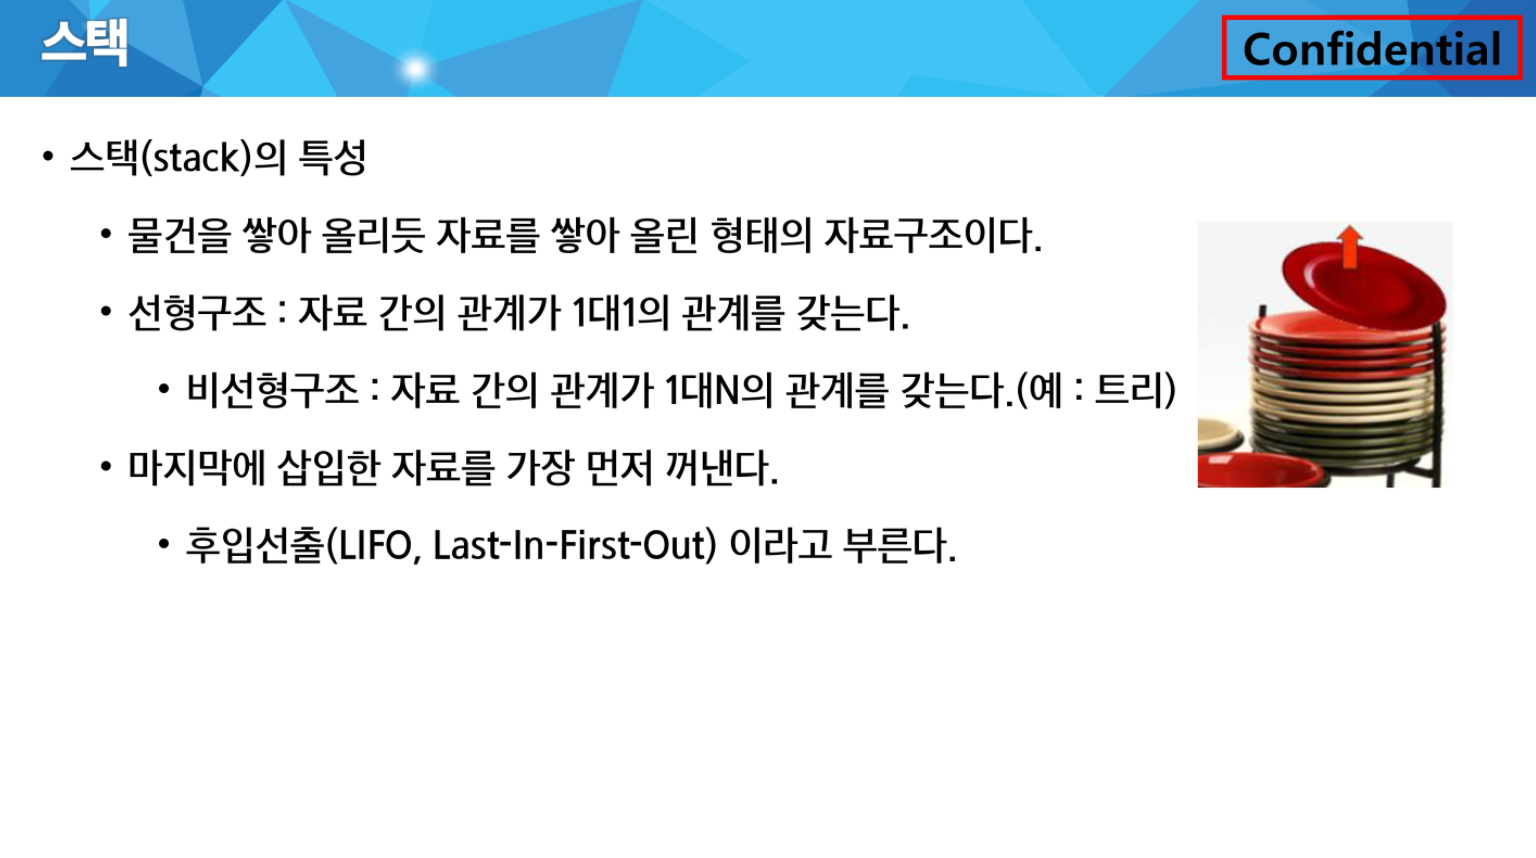 스택
Confidential
• 스택(stack)의 특성
• 물건을 쌓아 올리듯 자료를 쌓아 올린 형태의 자료구조이다.
• 선형구조 : 자료 간의 관계가 1대1의 관계를 갖는다.
• 비선형구조 : 자료 간의 관계가 1대N의 관계를 갖는다.(예 : 트리)
• 마지막에 삽입한 자료를 가장 먼저 꺼낸다.
• 후입선출(LIFO, Last-In-First-Out) 이라고 부른다.